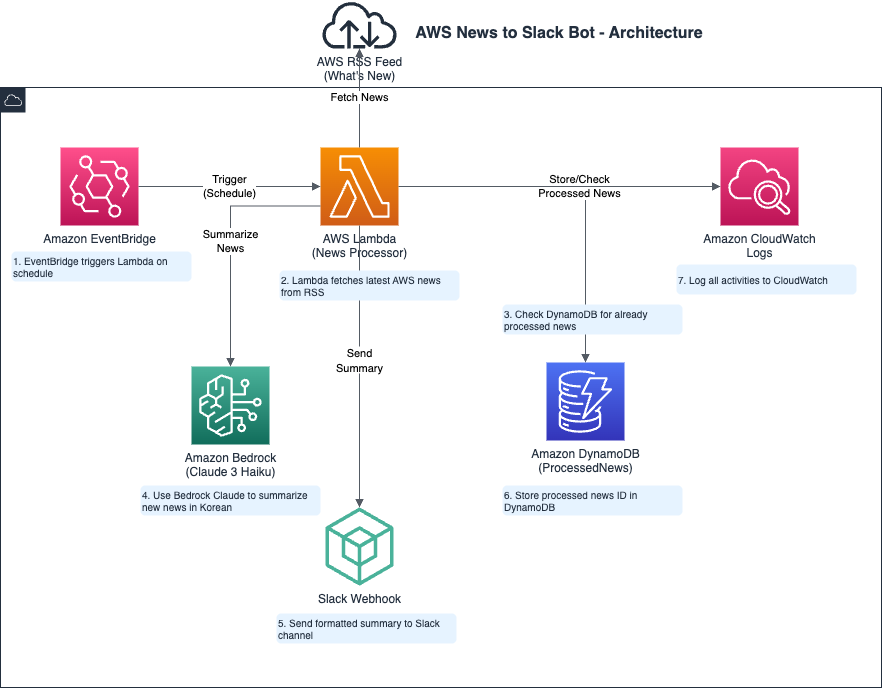 AWS News to Slack Bot - Architecture
AWS RSS Feed
(What's New)
Fetch News
Trigger
(Schedule)
Store/Check
Processed News
Amazon EventBridge
1. EventBridge triggers Lambda on
schedule
Summarize
News
AWS Lambda
(News Processor)
2. Lambda fetches latest AWS news
from RSS
Amazon CloudWatch
Logs
7. Log all activities to CloudWatch
3. Check DynamoDB for already
processed news
Send
Summary
Amazon Bedrock
(Claude 3 Haiku)
4. Use Bedrock Claude to summarize
new news in Korean
Amazon DynamoDB
(ProcessedNews)
6. Store processed news ID in
DynamoDB
Slack Webhook
5. Send formatted summary to Slack
channel